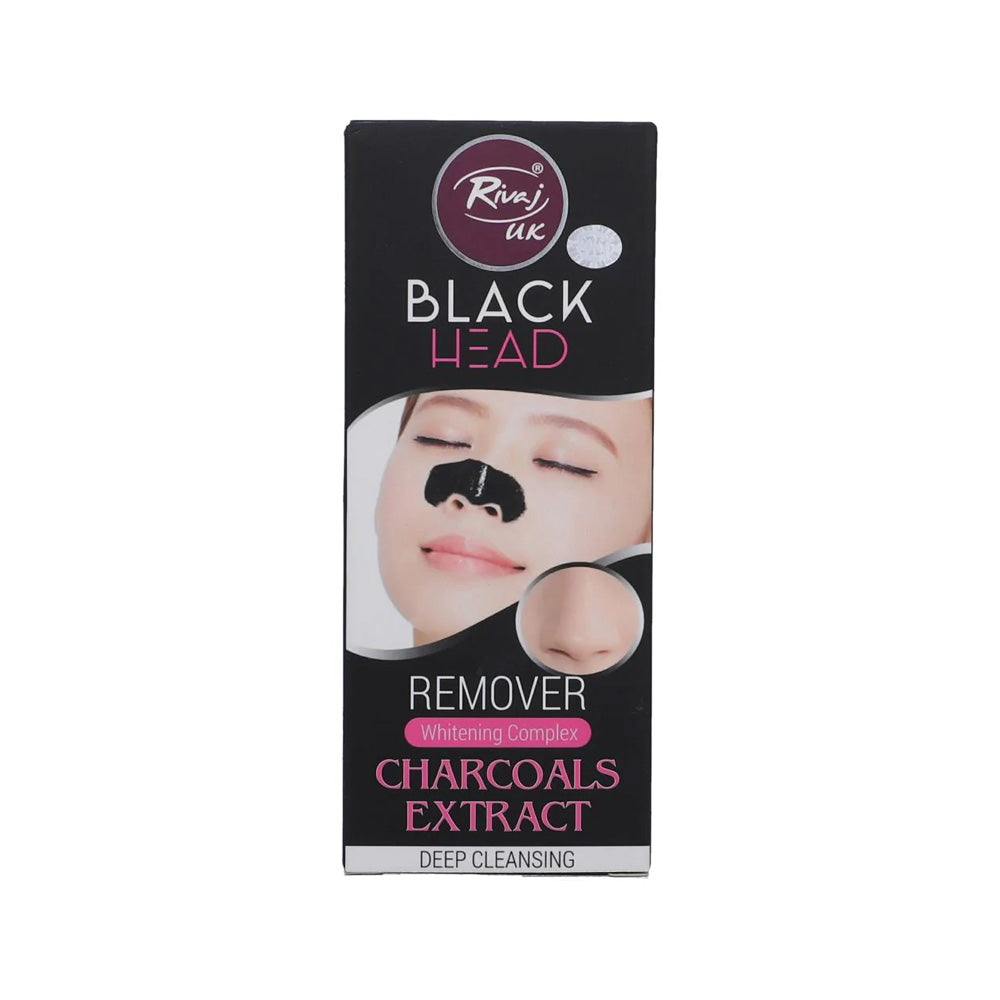 Rivaj®
UK
BLACK
HEAD
REMOVER
Whitening Complex
CHARCOALS
EXTRACT
DEEP CLEANSING